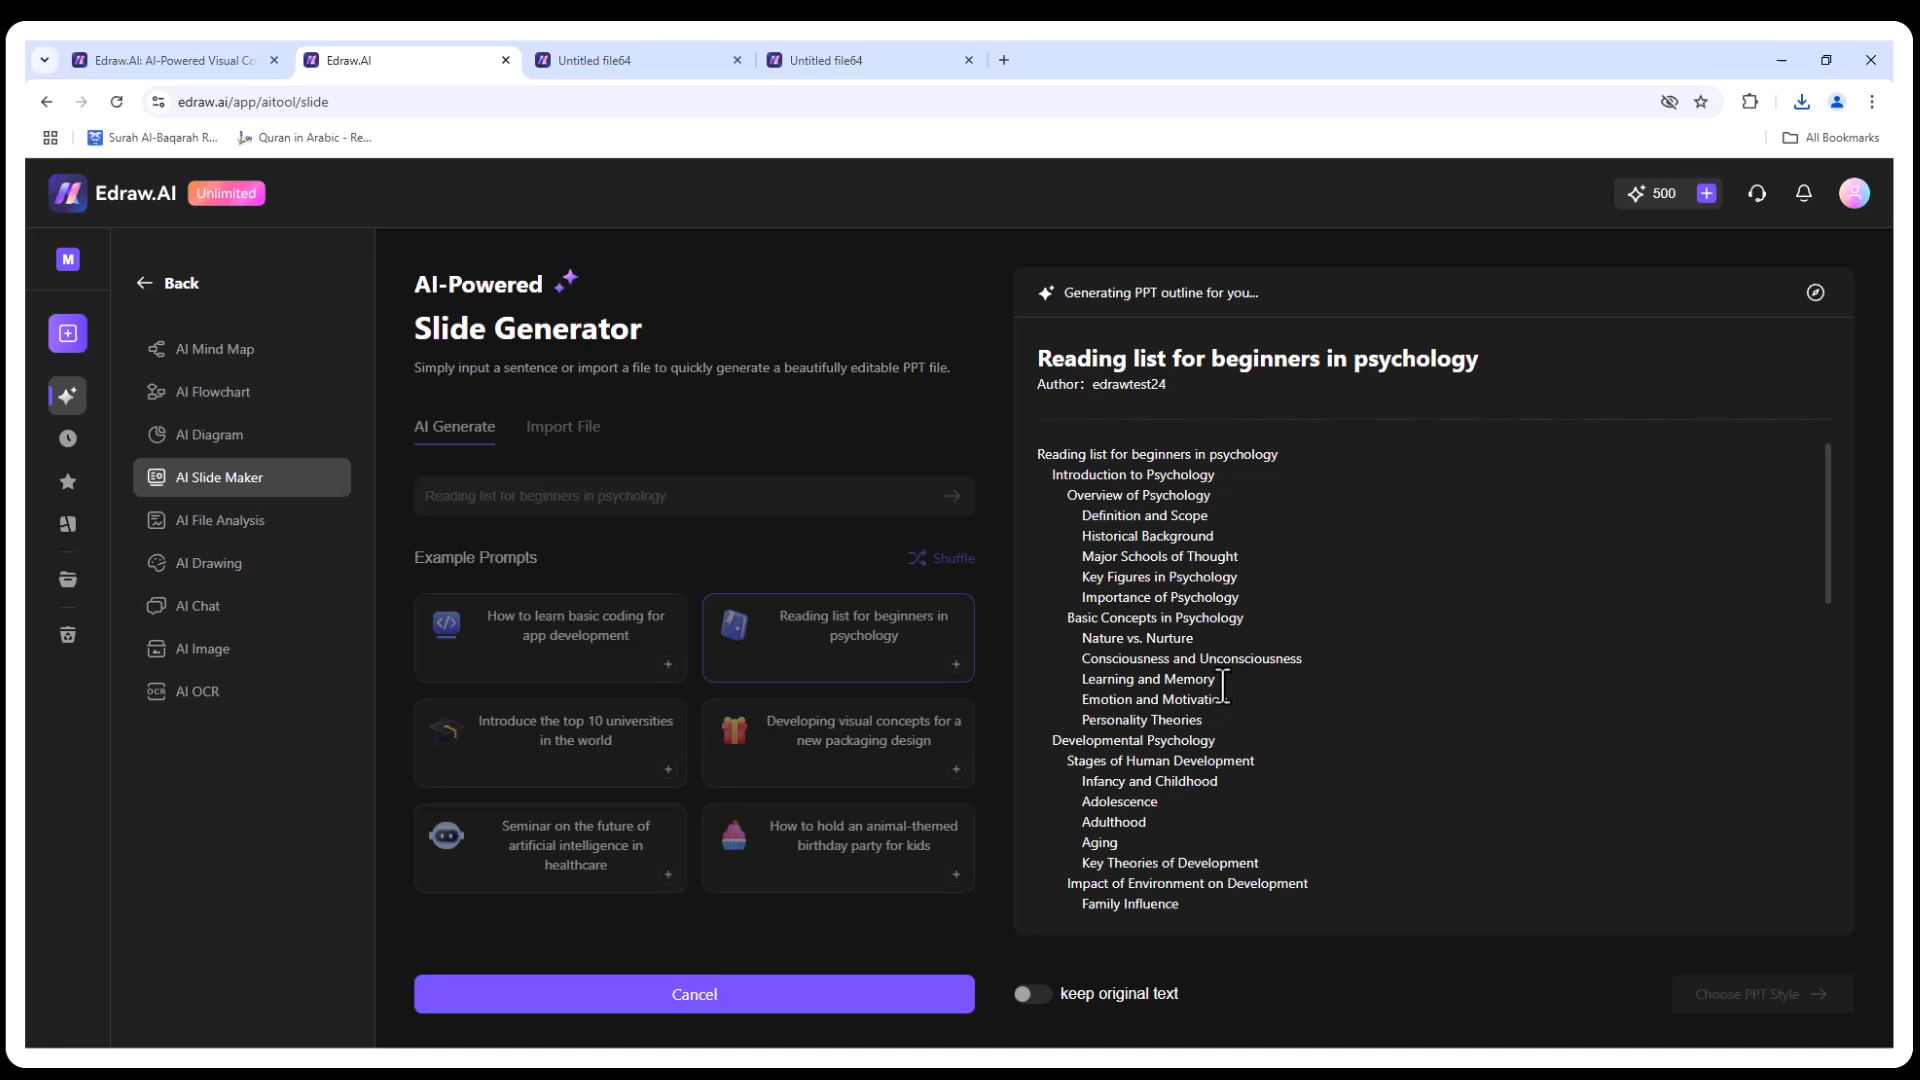 Edraw.AI: AI-Powered Visual Co
Edraw.AI
Untitled file64
Untitled file64
edraw.ai/app/aitool/slide
Surah Al-Baqarah R...
Quran in Arabic - Re...
All Bookmarks
Edraw.AI
Unlimited
500
M
Back
AI Mind Map
AI Flowchart
AI Diagram
AI Slide Maker
AI File Analysis
AI Drawing
AI Chat
AI Image
OCR
AI OCR
AI-Powered
Slide Generator
Simply input a sentence or import a file to quickly generate a beautifully editable PPT file.
AI Generate
Import File
Reading list for beginners in psychology
Example Prompts
Shuffle
How to learn basic coding for
app development
Reading list for beginners in
psychology
Introduce the top 10 universities
in the world
Developing visual concepts for a
new packaging design
Seminar on the future of
artificial intelligence in
healthcare
How to hold an animal-themed
birthday party for kids
Cancel
Generating PPT outline for you...
Reading list for beginners in psychology
Author: edrawtest24
Reading list for beginners in psychology
Introduction to Psychology
Overview of Psychology
Definition and Scope
Historical Background
Major Schools of Thought
Key Figures in Psychology
Importance of Psychology
Basic Concepts in Psychology
Nature vs. Nurture
Consciousness and Unconsciousness
Learning and Memory
Emotion and Motivation
Personality Theories
Developmental Psychology
Stages of Human Development
Infancy and Childhood
Adolescence
Adulthood
Aging
Key Theories of Development
Impact of Environment on Development
Family Influence
keep original text
Choose PPT Style